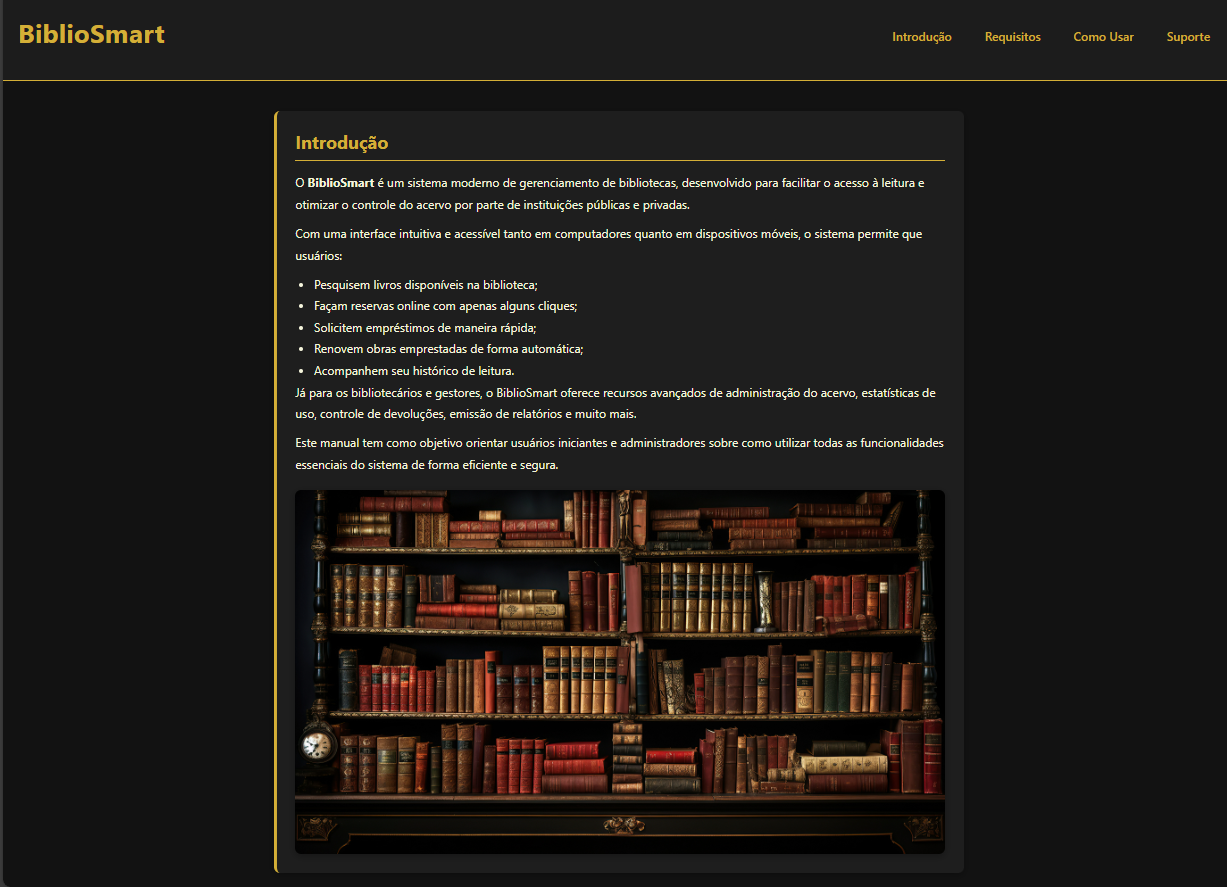 BiblioSmart
Introdução
Requisitos
Como Usar
Suporte
Introdução
O BiblioSmart é um sistema moderno de gerenciamento de bibliotecas, desenvolvido para facilitar o acesso à leitura e
otimizar o controle do acervo por parte de instituições públicas e privadas.
Com uma interface intuitiva e acessível tanto em computadores quanto em dispositivos móveis, o sistema permite que
usuários:
• Pesquisem livros disponíveis na biblioteca;
• Façam reservas online com apenas alguns cliques;
• Solicitem empréstimos de maneira rápida;
• Renovem obras emprestadas de forma automática;
• Acompanhem seu histórico de leitura.
Já para os bibliotecários e gestores, o BiblioSmart oferece recursos avançados de administração do acervo, estatísticas de
uso, controle de devoluções, emissão de relatórios e muito mais.
Este manual tem como objetivo orientar usuários iniciantes e administradores sobre como utilizar todas as funcionalidades
essenciais do sistema de forma eficiente e segura.